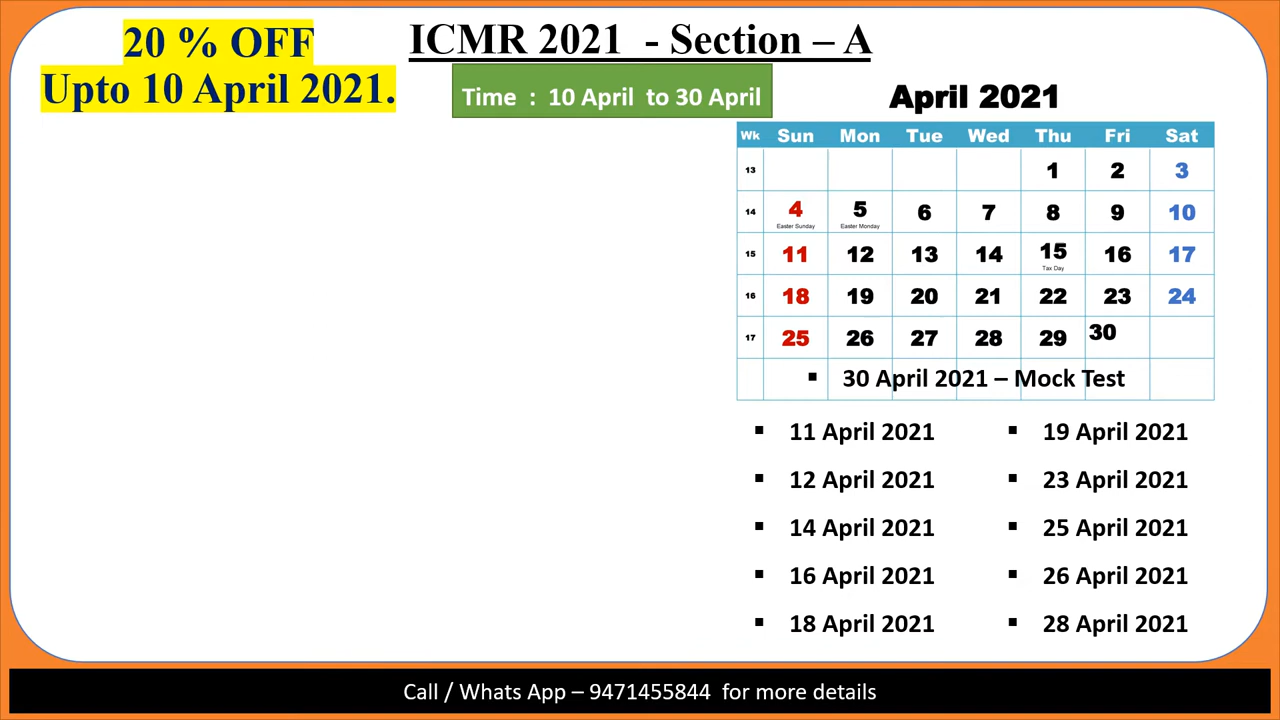 20 % OFF
Upto 10 April 2021.
ICMR 2021 - Section – A
Time : 10 April to 30 April
April 2021
Wk Sun Mon Tue Wed Thu Fri Sat
13 1 2 3
14 4 5 6 7 8 9 10
Easter Sunday Easter Monday
15 11 12 13 14 15 16 17
Tax Day
16 18 19 20 21 22 23 24
17 25 26 27 28 29 30
▪ 30 April 2021 – Mock Test
▪ 11 April 2021
▪ 12 April 2021
▪ 14 April 2021
▪ 16 April 2021
▪ 18 April 2021
▪ 19 April 2021
▪ 23 April 2021
▪ 25 April 2021
▪ 26 April 2021
▪ 28 April 2021
Call / Whats App – 9471455844 for more details